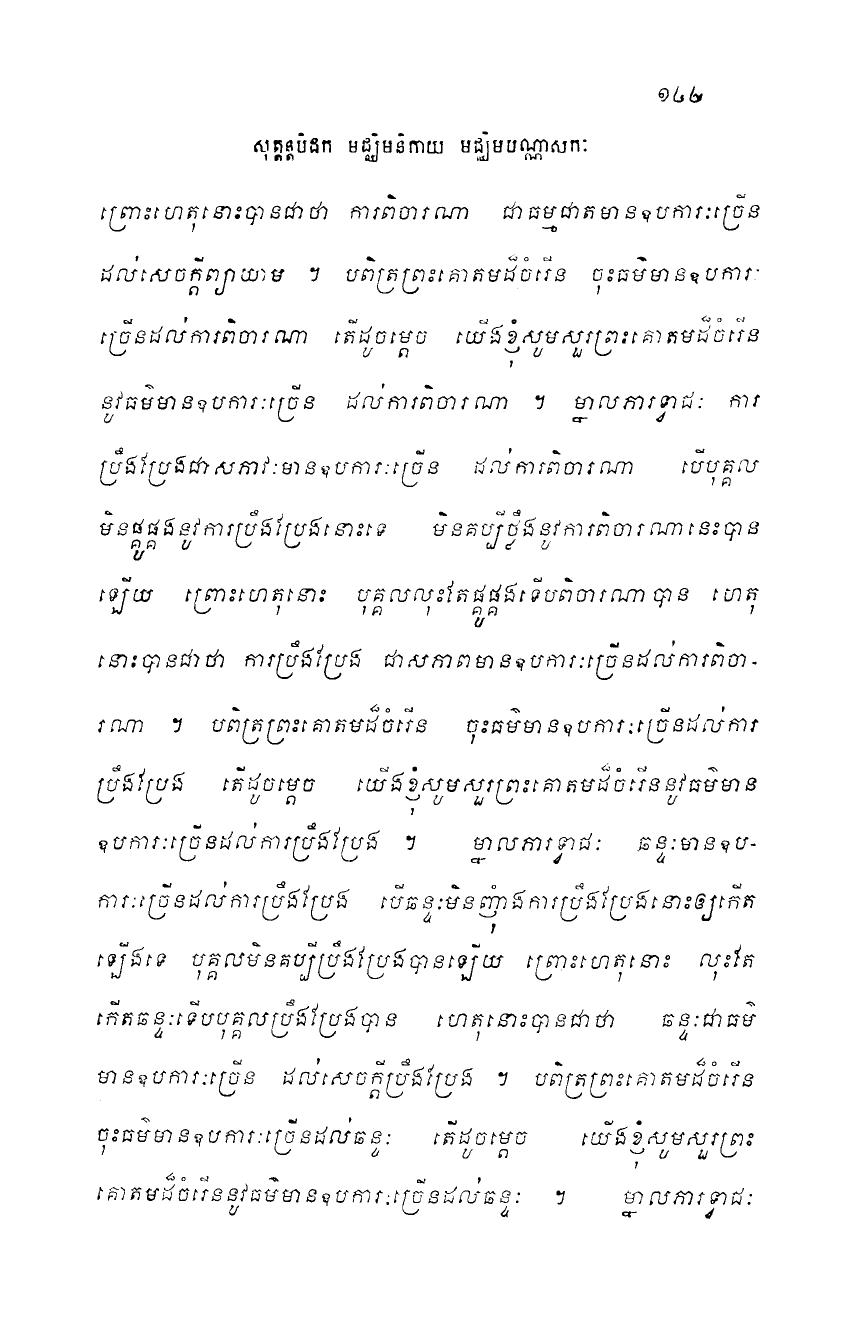 ១៤២
សុត្តន្តបិដក មជ្ឈិមនិកាយ មជ្ឈិមបណ្ណាសកៈ
ព្រោះហេតុនោះបានជាថា ការពិចារណា ជាធម្មជាតមានឧបការៈច្រើន
ដល់សេចក្តីព្យាយាម ។ បពិត្រព្រះគោតមដ៏ចំរើន ចុះធម៌មានឧបការៈ
ច្រើនដល់ការពិចារណា តើដូចម្តេច យើងខ្ញុំសូមសួរព្រះគោតមដ៏ចំរើន
នូវធម៌មានឧបការៈច្រើន ដល់ការពិចារណា ។ ម្នាលភារទ្វាជៈ ការ
ប្រឹងប្រែងជាសភាវៈមានឧបការៈច្រើន ដល់ការពិចារណា បើបុគ្គល
មិនផ្គូផ្គងនូវការប្រឹងប្រែងនោះទេ មិនគប្បីថ្លឹងនូវការពិចារណានេះបាន
ឡើយ ព្រោះហេតុនោះ បុគ្គលលុះតែផ្គូផ្គងទើបពិចារណាបាន ហេតុ
នោះបានជាថា ការប្រឹងប្រែង ជាសភាពមានឧបការៈច្រើនដល់ការពិចា-
រណា ។ បពិត្រព្រះគោតមដ៏ចំរើន ចុះធម៌មានឧបការៈច្រើនដល់ការ
ប្រឹងប្រែង តើដូចម្តេច យើងខ្ញុំសូមសួរព្រះគោតមដ៏ចំរើននូវធម៌មាន
ឧបការៈច្រើនដល់ការប្រឹងប្រែង ។ ម្នាលភារទ្វាជៈ ឆន្ទៈមានឧប-
ការៈច្រើនដល់ការប្រឹងប្រែង បើឆន្ទៈមិនញុំាងការប្រឹងប្រែងនោះឲ្យកើត
ឡើងទេ បុគ្គលមិនគប្បីប្រឹងប្រែងបានឡើយ ព្រោះហេតុនោះ លុះតែ
កើតឆន្ទៈទើបបុគ្គលប្រឹងប្រែងបាន ហេតុនោះបានជាថា ឆន្ទៈជាធម៌
មានឧបការៈច្រើន ដល់សេចក្តីប្រឹងប្រែង ។ បពិត្រព្រះគោតមដ៏ចំរើន
ចុះធម៌មានឧបការៈច្រើនដល់ឆន្ទៈ តើដូចម្តេច យើងខ្ញុំសូមសួរព្រះ
គោតមដ៏ចំរើននូវធម៌មានឧបការៈច្រើនដល់ឆន្ទៈ ។ ម្នាលភារទ្វាជៈ